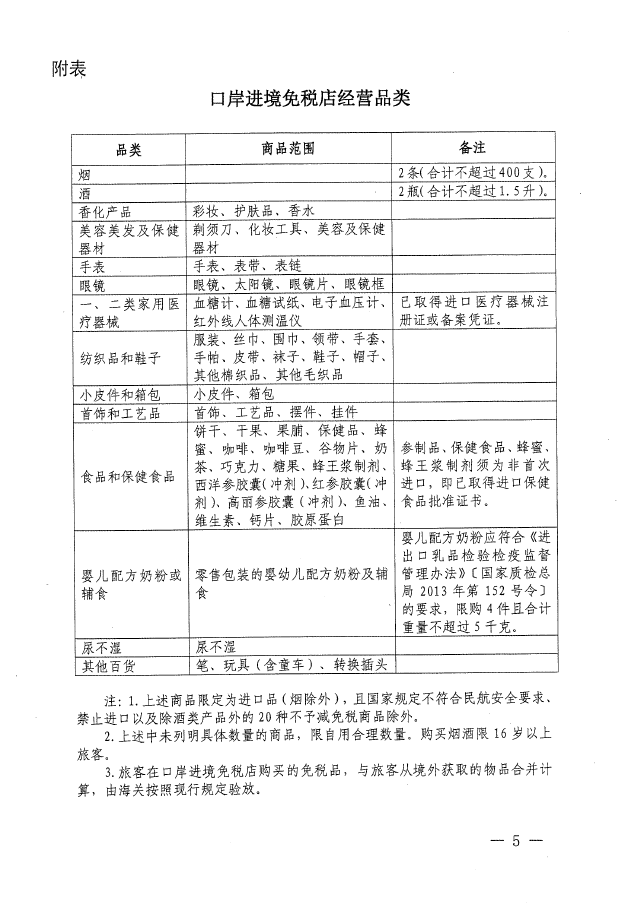 附表
口岸进境免税店经营品类
品类 商品范围 备注
烟 2条(合计不超过400支)。
酒 2瓶(合计不超过1.5升)。
香化产品 彩妆、护肤品、香水
美容美发及保健
器材
剃须刀、化妆工具、美容及保健
器材
手表 手表、表带、表链
眼镜 眼镜、太阳镜、眼镜片、眼镜框
一、二类家用医
疗器械
血糖计、血糖试纸、电子血压计、
红外线人体测温仪
已取得进口医疗器械注
册证或备案凭证。
纺织品和鞋子
服装、丝巾、围巾、领带、手套、
手帕、皮带、袜子、鞋子、帽子、
其他棉织品、其他毛织品
小皮件和箱包 小皮件、箱包
首饰和工艺品 首饰、工艺品、摆件、挂件
食品和保健食品
饼干、干果、果脯、保健品、蜂
蜜、咖啡、咖啡豆、谷物片、奶
茶、巧克力、糖果、蜂王浆制剂、
西洋参胶囊(冲剂)、红参胶囊(冲
剂)、高丽参胶囊(冲剂)、鱼油、
维生素、钙片、胶原蛋白
参制品、保健食品、蜂蜜、
蜂王浆制剂须为非首次
进口，即已取得进口保健
食品批准证书。
婴儿配方奶粉或
辅食
零售包装的婴幼儿配方奶粉及辅
食
婴儿配方奶粉应符合《进
出口乳品检验检疫监督
管理办法》〔国家质检总
局2013年第152号令〕
的要求，限购4件且合计
重量不超过5千克。
尿不湿 尿不湿
其他百货 笔、玩具(含童车)、转换插头
注：1.上述商品限定为进口品(烟除外)，且国家规定不符合民航安全要求、
禁止进口以及除酒类产品外的20种不予减免税商品除外。
2.上述中未列明具体数量的商品，限自用合理数量。购买烟酒限16岁以上
旅客。
3.旅客在口岸进境免税店购买的免税品，与旅客从境外获取的物品合并计
算，由海关按照现行规定验放。
— 5 —